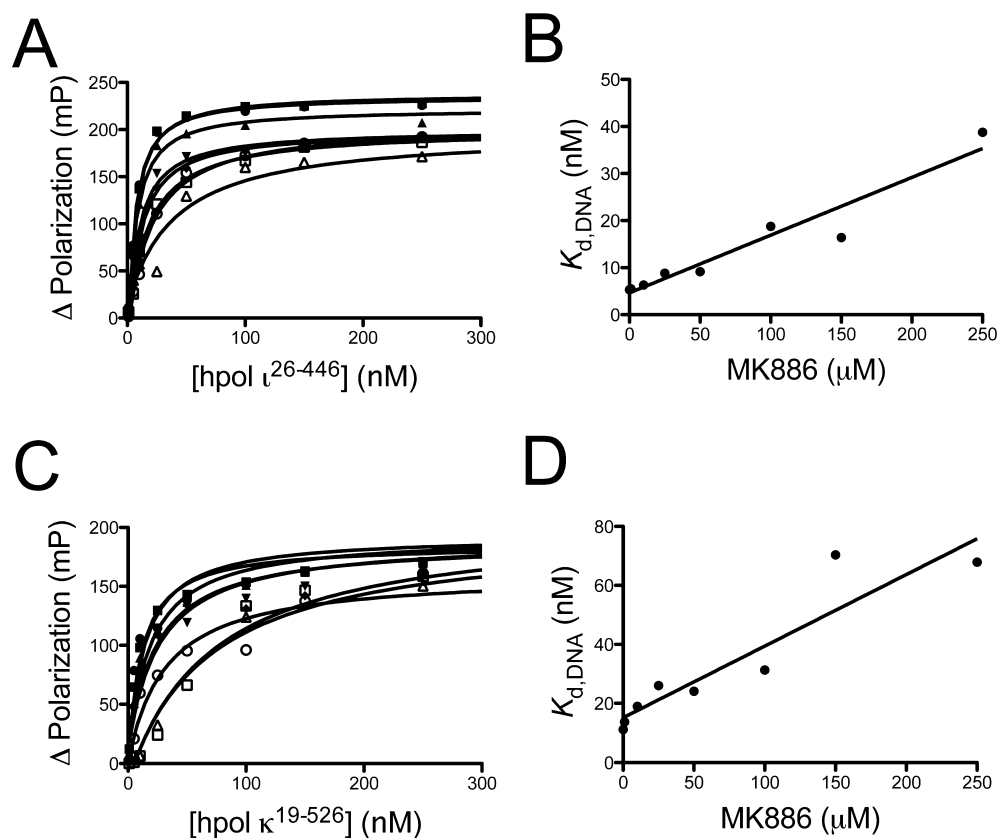 A
250
200
150
100
50
0
0 100 200 300
Δ Polarization (mP)
[hpol ι26-446] (nM)
B
50
40
30
20
10
0
0 50 100 150 200 250
Kd,DNA (nM)
MK886 (μM)
C
200
150
100
50
0
0 100 200 300
Δ Polarization (mP)
[hpol κ19-526] (nM)
D
80
60
40
20
0
0 50 100 150 200 250
Kd,DNA (nM)
MK886 (μM)